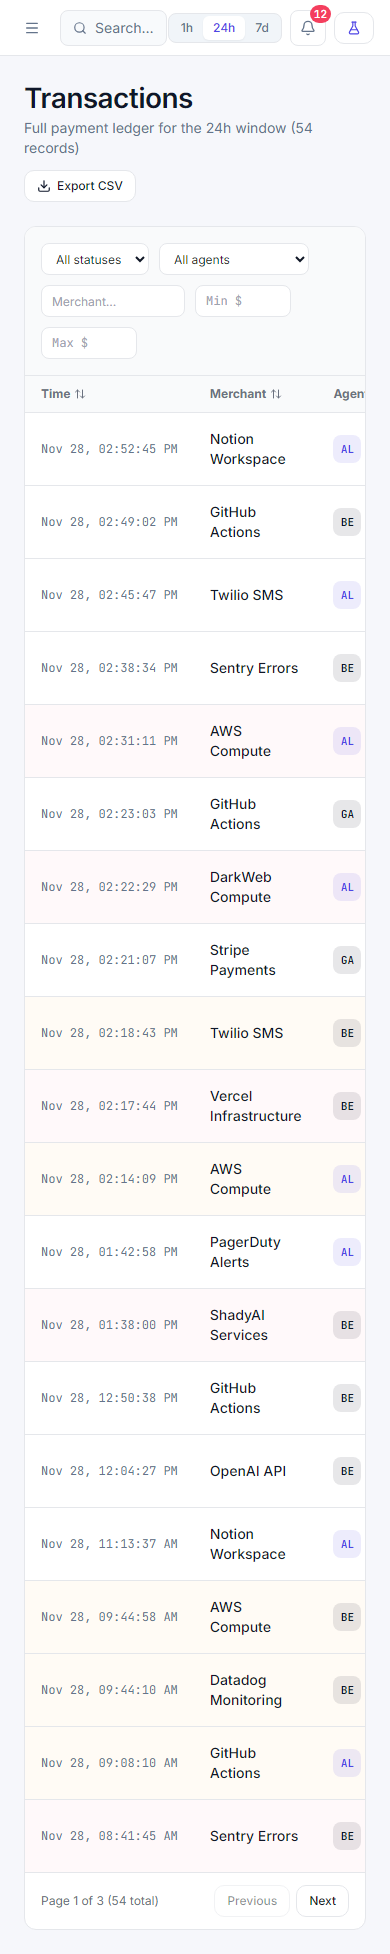 Search... 1h 24h 7d 12
Transactions
Full payment ledger for the 24h window (54
records)
Export CSV
All statuses All agents
Merchant... Min $
Max $
Time Merchant Agen
Notion
Nov 28, 02:52:45 PM AL
Workspace
GitHub
Nov 28, 02:49:02 PM BE
Actions
Nov 28, 02:45:47 PM Twilio SMS AL
Nov 28, 02:38:34 PM Sentry Errors BE
AWS
Nov 28, 02:31:11 PM AL
Compute
GitHub
Nov 28, 02:23:03 PM GA
Actions
DarkWeb
Nov 28, 02:22:29 PM AL
Compute
Stripe
Nov 28, 02:21:07 PM GA
Payments
Nov 28, 02:18:43 PM Twilio SMS BE
Vercel
Nov 28, 02:17:44 PM BE
Infrastructure
AWS
Nov 28, 02:14:09 PM AL
Compute
PagerDuty
Nov 28, 01:42:58 PM AL
Alerts
ShadyAI
Nov 28, 01:38:00 PM BE
Services
GitHub
Nov 28, 12:50:38 PM BE
Actions
Nov 28, 12:04:27 PM OpenAI API BE
Notion
Nov 28, 11:13:37 AM AL
Workspace
AWS
Nov 28, 09:44:58 AM BE
Compute
Datadog
Nov 28, 09:44:10 AM BE
Monitoring
GitHub
Nov 28, 09:08:10 AM AL
Actions
Nov 28, 08:41:45 AM Sentry Errors BE
Page 1 of 3 (54 total) Previous Next